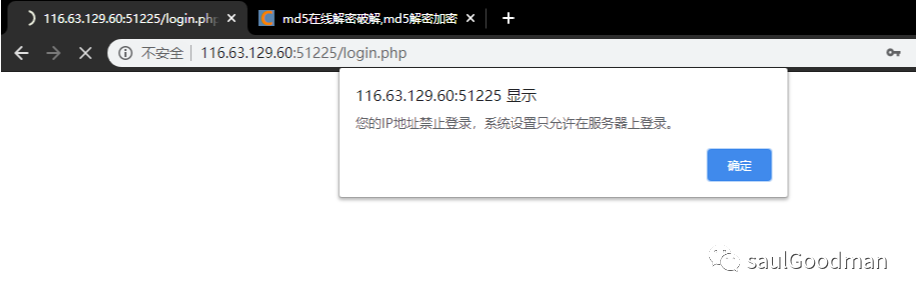 116.63.129.60:51225/login.php
md5在线解密破解,md5解密加密
不安全 116.63.129.60:51225/login.php
116.63.129.60:51225 显示
您的IP地址禁止登录，系统设置只允许在服务器上登录。
确定
saulGoodman